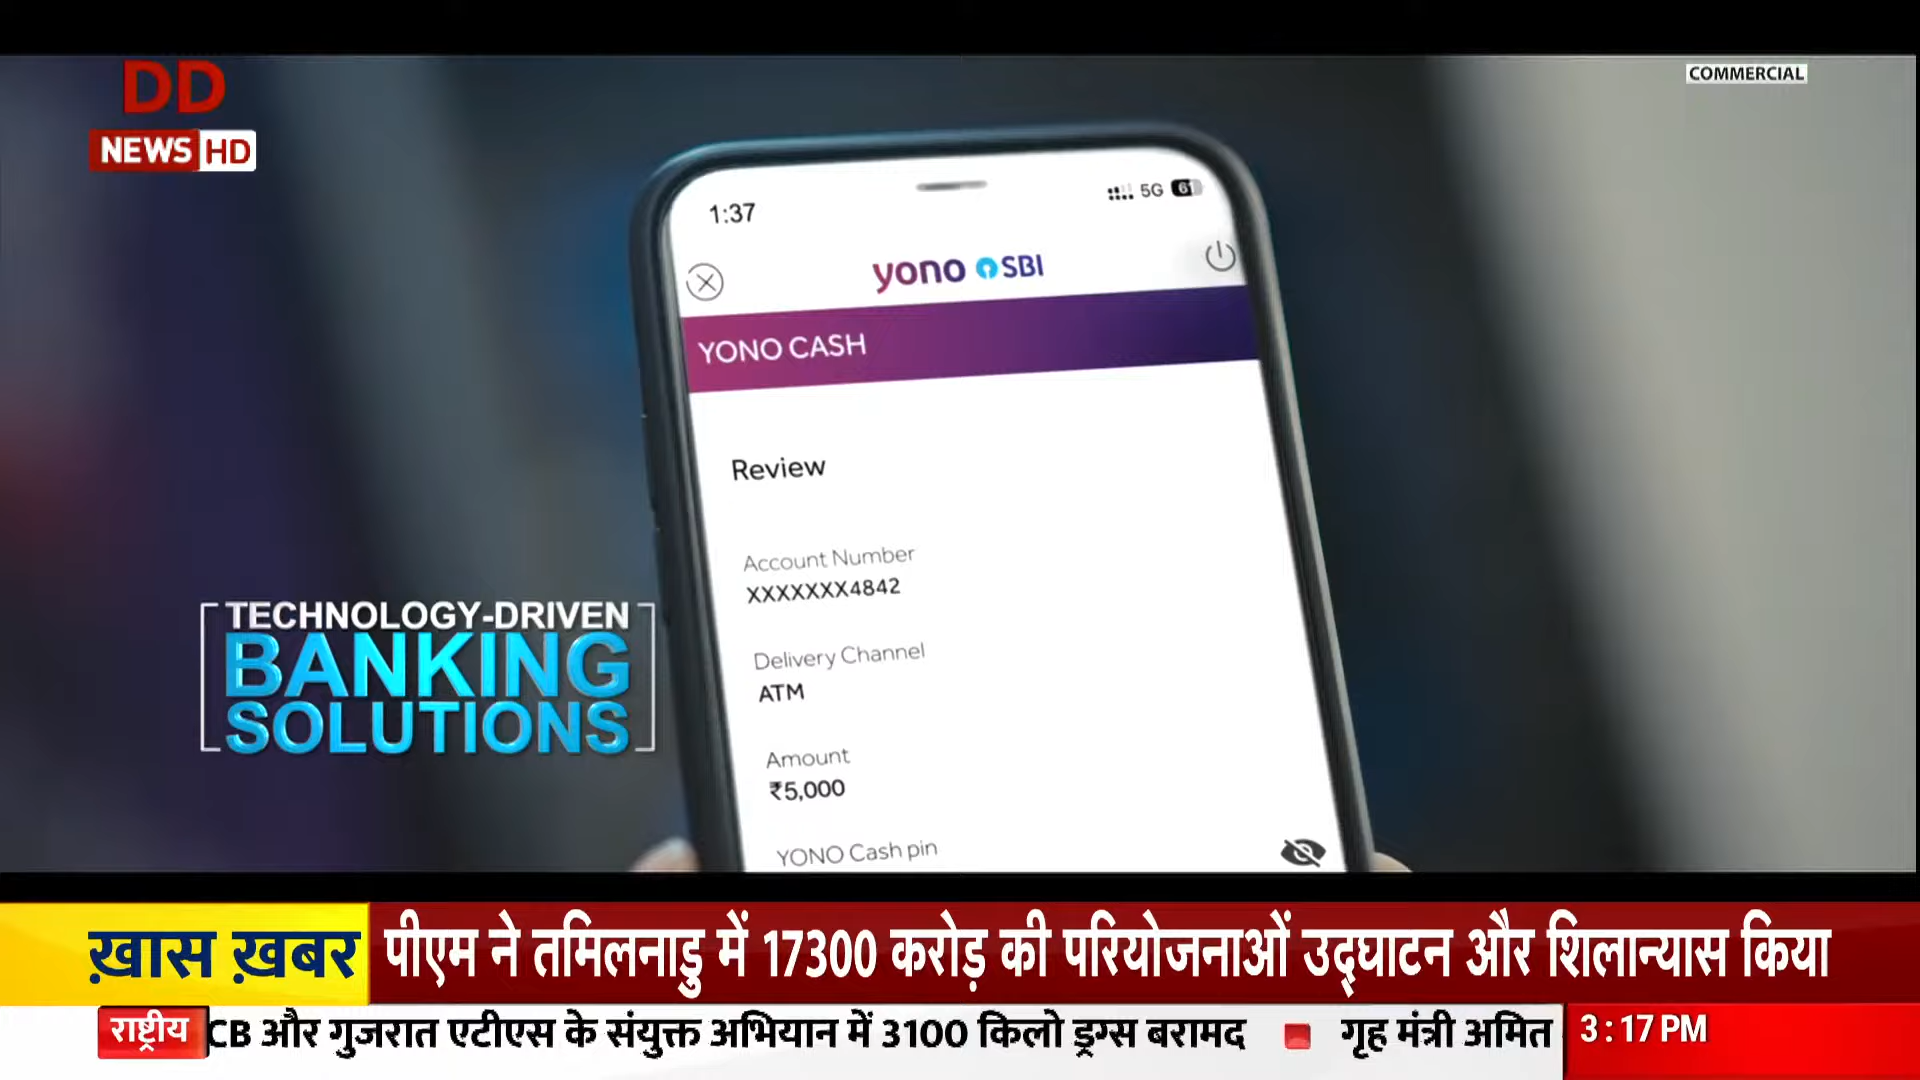 DD
NEWS HD
COMMERCIAL
1:37
5G 61
yono SBI
YONO CASH
Review
Account Number
XXXXXXX4842
Delivery Channel
ATM
Amount
₹5,000
YONO Cash pin
TECHNOLOGY-DRIVEN
BANKING
SOLUTIONS
ख़ास ख़बर
पीएम ने तमिलनाडु में 17300 करोड़ की परियोजनाओं उद्घाटन और शिलान्यास किया
राष्ट्रीय
CB और गुजरात एटीएस के संयुक्त अभियान में 3100 किलो ड्रग्स बरामद
गृह मंत्री अमित
3:17 PM